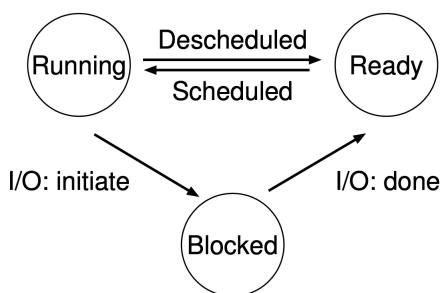 Descheduled
Running
Ready
Scheduled
I/O: initiate
I/O: done
Blocked